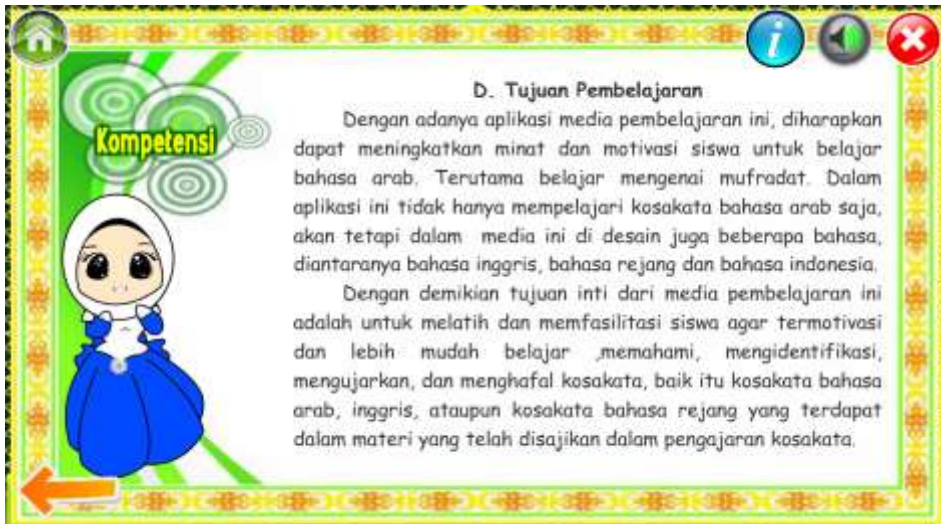 Kompetensi
D. Tujuan Pembelajaran
Dengan adanya aplikasi media pembelajaran ini, diharapkan
dapat meningkatkan minat dan motivasi siswa untuk belajar
bahasa arab. Terutama belajar mengenai mufradat. Dalam
aplikasi ini tidak hanya mempelajari kosakata bahasa arab saja,
akan tetapi dalam media ini di desain juga beberapa bahasa,
diantaranya bahasa inggris, bahasa rejang dan bahasa indonesia.
Dengan demikian tujuan inti dari media pembelajaran ini
adalah untuk melatih dan memfasilitasi siswa agar termotivasi
dan lebih mudah belajar ,memahami, mengidentifikasi,
mengujarkan, dan menghafal kosakata, baik itu kosakata bahasa
arab, inggris, ataupun kosakata bahasa rejang yang terdapat
dalam materi yang telah disajikan dalam pengajaran kosakata.